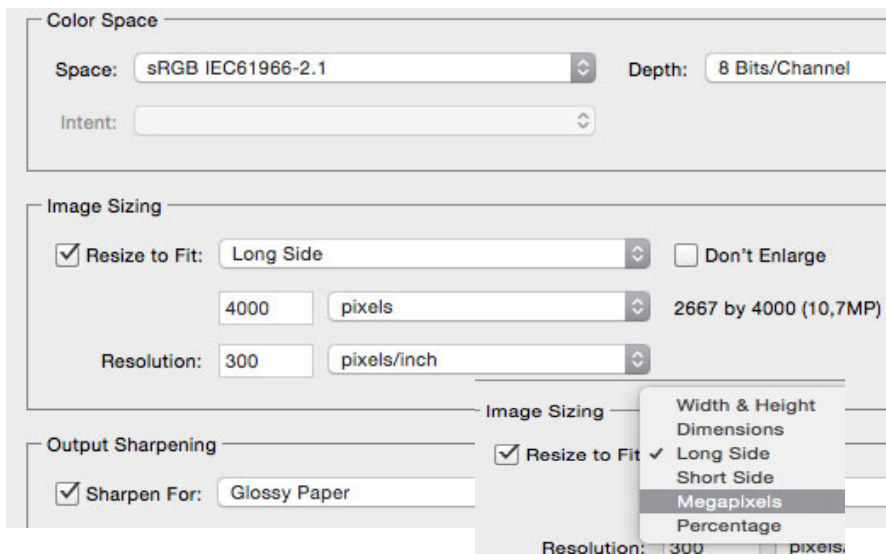 Color Space
Space: sRGB IEC61966-2.1 Depth: 8 Bits/Channel
Intent:
Image Sizing
Resize to Fit: Long Side Don't Enlarge
4000 pixels 2667 by 4000 (10,7MP)
Resolution: 300 pixels/inch
Output Sharpening
Sharpen For: Glossy Paper
Image Sizing
Resize to Fit
Width & Height
Dimensions
Long Side
Short Side
Megapixels
Percentage
Resolution: 300 pixels